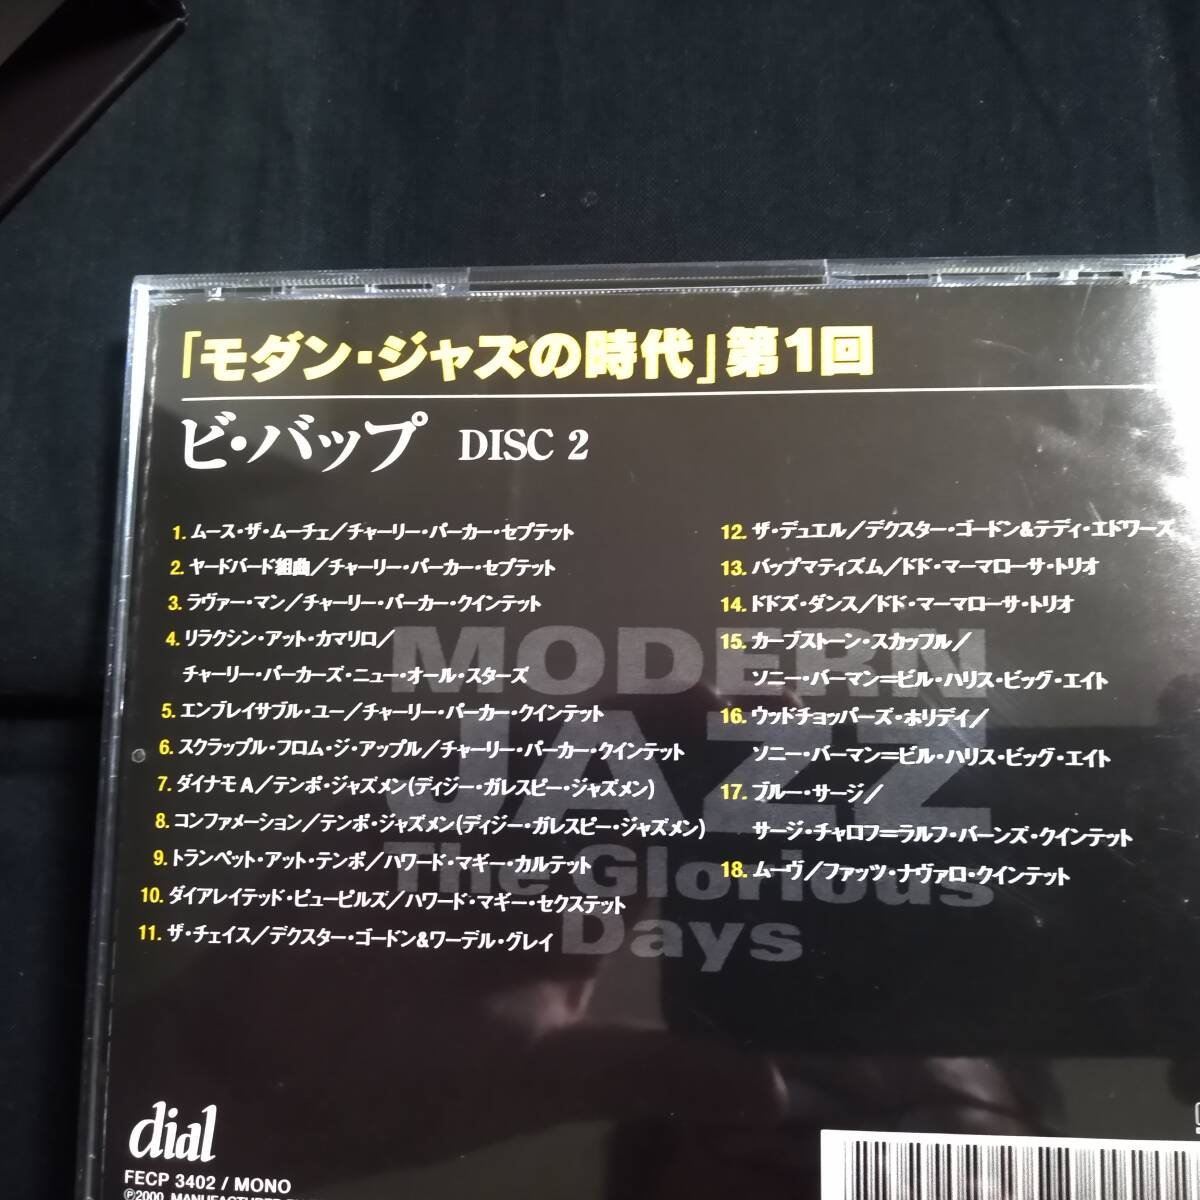 「モダン・ジャズの時代」第1回
ビ・バップ DISC 2
1. ムース・ザ・ムーチェ/チャーリー・パーカー・セプテット
2. ヤードバード組曲/チャーリー・パーカー・セプテット
3. ラヴァー・マン/チャーリー・パーカー・クインテット
4. リラクシン・アット・カマリロ/
チャーリー・パーカーズ・ニュー・オール・スターズ
5. エンブレイサブル・ユー/チャーリー・パーカー・クインテット
6. スクラップル・フロム・ジ・アップル/チャーリー・パーカー・クインテット
7. ダイナモA/テンポ・ジャズメン(ディジー・ガレスピー・ジャズメン)
8. コンファメーション/テンポ・ジャズメン(ディジー・ガレスピー・ジャズメン)
9. トランペット・アット・テンポ/ハワード・マギー・カルテット
10. ダイアレイテッド・ピューピルズ/ハワード・マギー・セクステット
11. ザ・チェイス/デクスター・ゴードン&ワーデル・グレイ
12. ザ・デュエル/デクスター・ゴードン&テディ・エドワーズ
13. バップマティズム/ドド・マーマローサ・トリオ
14. ドドズ・ダンス/ドド・マーマローサ・トリオ
15. カーブストーン・スカッフル/
ソニー・バーマン=ビル・ハリス・ビッグ・エイト
16. ウッドチョッパーズ・ホリデイ/
ソニー・バーマン=ビル・ハリス・ビッグ・エイト
17. ブルー・サージ/
サージ・チャロフ=ラルフ・バーンズ・クインテット
18. ムーヴ/ファッツ・ナヴァロ・クインテット
MODERN
JAZZ
The Glorious
Days
dial
FECP 3402 / MONO
℗2000 MANUFACTURED